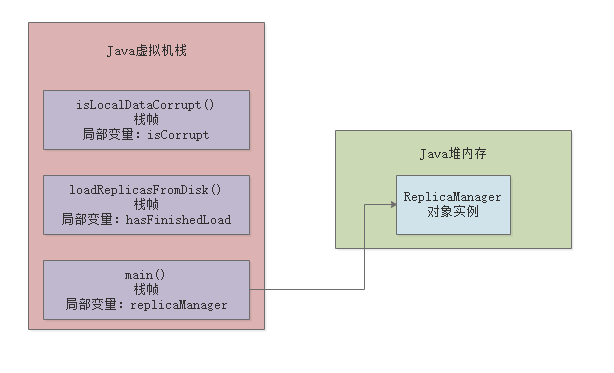 Java虚拟机栈
isLocalDataCorrupt()
栈帧
局部变量：isCorrupt
loadReplicasFromDisk()
栈帧
局部变量：hasFinishedLoad
main()
栈帧
局部变量：replicaManager
Java堆内存
ReplicaManager
对象实例